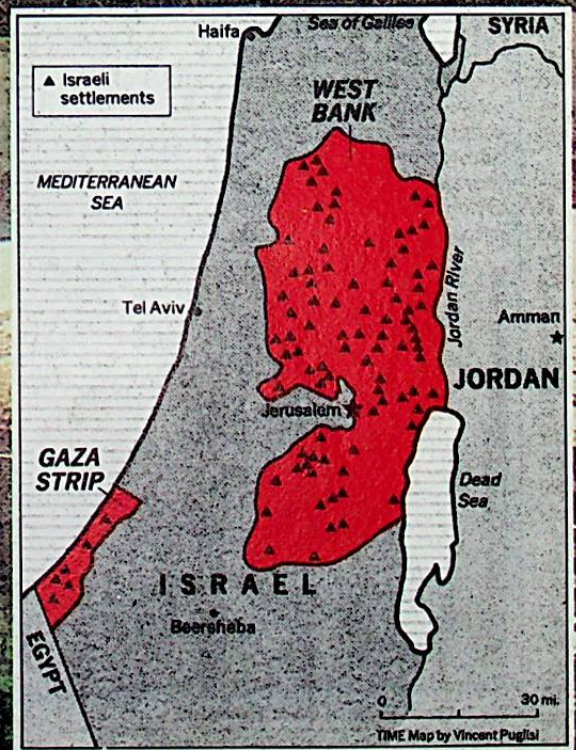 Haifa
Sea of Galilee
SYRIA
▲ Israeli
settlements
WEST
BANK
MEDITERRANEAN
SEA
Jordan River
Tel Aviv
Amman
JORDAN
Jerusalem
GAZA
STRIP
Dead
Sea
ISRAEL
Beersheba
EGYPT
0 30 mi.
TIME Map by Vincent Puglisi